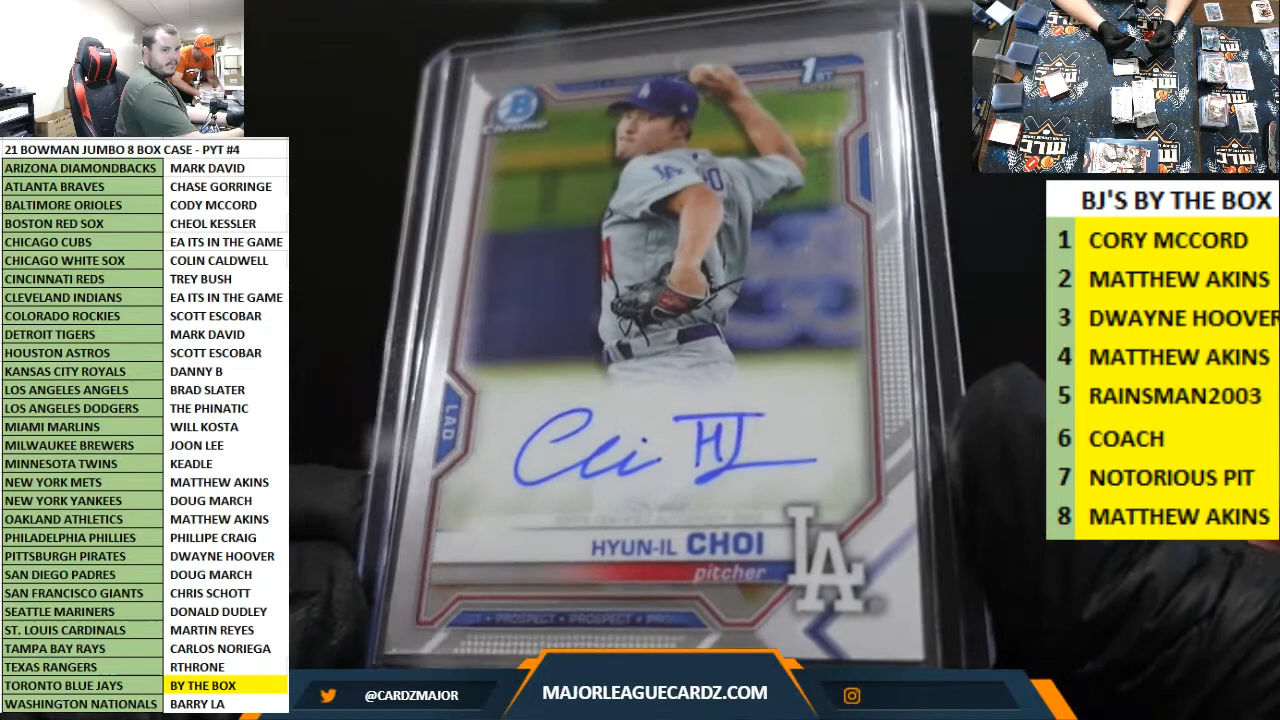 21 BOWMAN JUMBO 8 BOX CASE - PYT #4
ARIZONA DIAMONDBACKS MARK DAVID
ATLANTA BRAVES CHASE GORRINGE
BALTIMORE ORIOLES CODY MCCORD
BOSTON RED SOX CHEOL KESSLER
CHICAGO CUBS EA ITS IN THE GAME
CHICAGO WHITE SOX COLIN CALDWELL
CINCINNATI REDS TREY BUSH
CLEVELAND INDIANS EA ITS IN THE GAME
COLORADO ROCKIES SCOTT ESCOBAR
DETROIT TIGERS MARK DAVID
HOUSTON ASTROS SCOTT ESCOBAR
KANSAS CITY ROYALS DANNY B
LOS ANGELES ANGELS BRAD SLATER
LOS ANGELES DODGERS THE PHINATIC
MIAMI MARLINS WILL KOSTA
MILWAUKEE BREWERS JOON LEE
MINNESOTA TWINS KEADLE
NEW YORK METS MATTHEW AKINS
NEW YORK YANKEES DOUG MARCH
OAKLAND ATHLETICS MATTHEW AKINS
PHILADELPHIA PHILLIES PHILLIPE CRAIG
PITTSBURGH PIRATES DWAYNE HOOVER
SAN DIEGO PADRES DOUG MARCH
SAN FRANCISCO GIANTS CHRIS SCHOTT
SEATTLE MARINERS DONALD DUDLEY
ST. LOUIS CARDINALS MARTIN REYES
TAMPA BAY RAYS CARLOS NORIEGA
TEXAS RANGERS RTHRONE
TORONTO BLUE JAYS BY THE BOX
WASHINGTON NATIONALS BARRY LA
1ST
B
Chrome
LA
LAD
Choi HJ
HYUN-IL CHOI
pitcher
LA
PROSPECT • PROSPECT
BJ'S BY THE BOX
1 CORY MCCORD
2 MATTHEW AKINS
3 DWAYNE HOOVER
4 MATTHEW AKINS
5 RAINSMAN2003
6 COACH
7 NOTORIOUS PIT
8 MATTHEW AKINS
MLC
@CARDZMAJOR
MAJORLEAGUECARDZ.COM